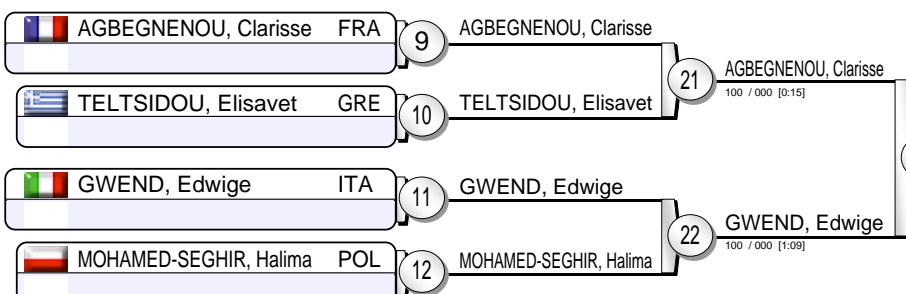 AGBEGNENOU, Clarisse FRA
9
AGBEGNENOU, Clarisse
21
AGBEGNENOU, Clarisse
100 / 000 [0:15]
TELTSIDOU, Elisavet GRE
10
TELTSIDOU, Elisavet
GWEND, Edwige ITA
11
GWEND, Edwige
22
GWEND, Edwige
100 / 000 [1:09]
MOHAMED-SEGHIR, Halima POL
12
MOHAMED-SEGHIR, Halima